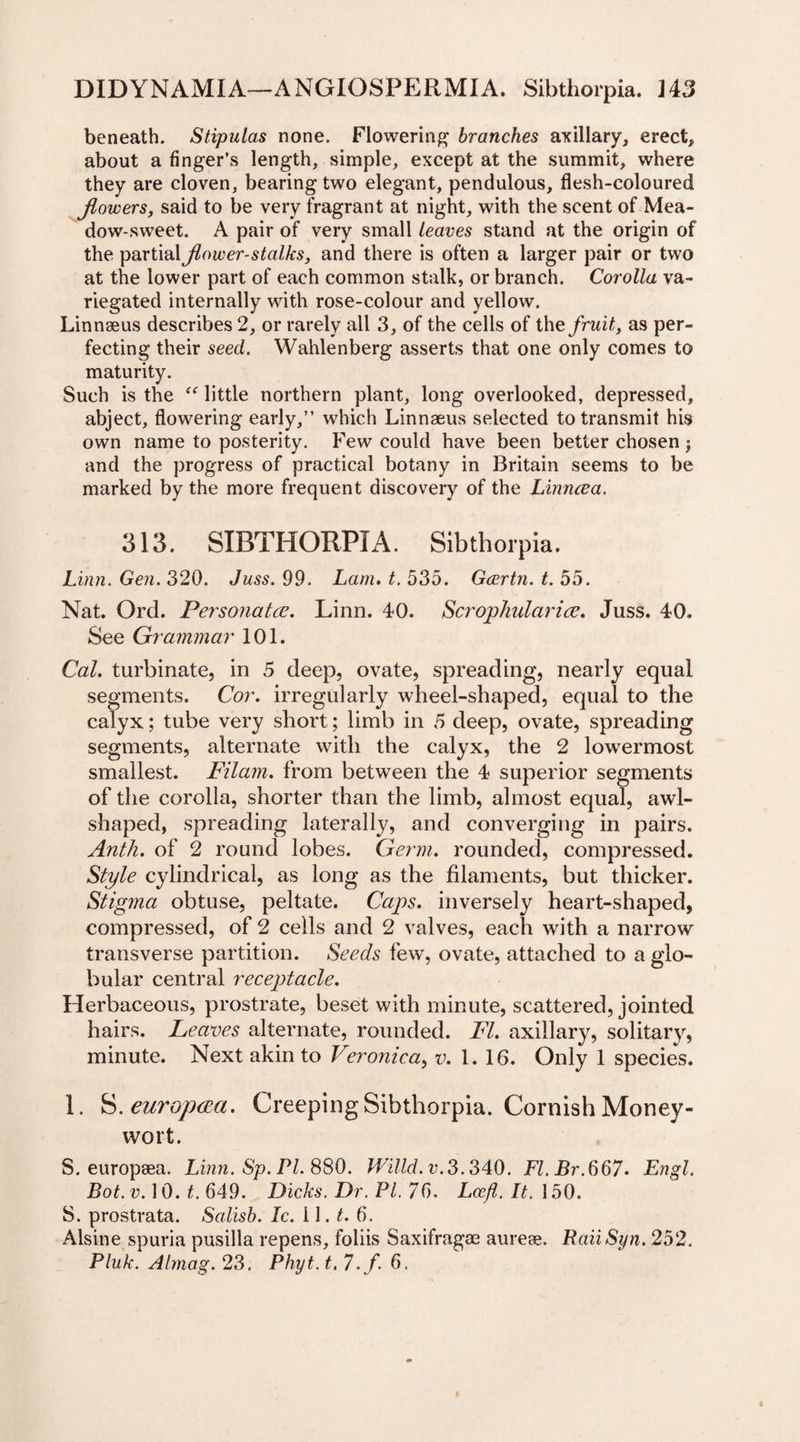 DIDYNAMIA—ANGIOSPERMIA. Sibthorpia. 143
beneath. Stipulas none. Flowering branches axillary, erect,
about a finger's length, simple, except at the summit, where
they are cloven, bearing two elegant, pendulous, flesh-coloured
flowers, said to be very fragrant at night, with the scent of Mea-
dow-sweet. A pair of very small leaves stand at the origin of
the partial flower-stalks, and there is often a larger pair or two
at the lower part of each common stalk, or branch. Corolla va-
riegated internally with rose-colour and yellow.
Linnæus describes 2, or rarely all 3, of the cells of the fruit, as per-
fecting their seed. Wahlenberg asserts that one only comes to
maturity.
Such is the “little northern plant, long overlooked, depressed,
abject, flowering early,” which Linnæus selected to transmit his
own name to posterity. Few could have been better chosen;
and the progress of practical botany in Britain seems to be
marked by the more frequent discovery of the Linnæa.
313. SIBTHORPIA. Sibthorpia.
Linn. Gen. 320. Juss. 99. Lam. t. 535. Gærtn. t. 55.
Nat. Ord. Personatæ. Linn. 40. Scrophulariæ. Juss. 40.
See Grammar 101.
Cal. turbinate, in 5 deep, ovate, spreading, nearly equal
segments. Cor. irregularly wheel-shaped, equal to the
calyx; tube very short; limb in 5 deep, ovate, spreading
segments, alternate with the calyx, the 2 lowermost
smallest. Filam. from between the 4 superior segments
of the corolla, shorter than the limb, almost equal, awl-
shaped, spreading laterally, and converging in pairs.
Anth. of 2 round lobes. Germ. rounded, compressed.
Style cylindrical, as long as the filaments, but thicker.
Stigma obtuse, peltate. Caps. inversely heart-shaped,
compressed, of 2 cells and 2 valves, each with a narrow
transverse partition. Seeds few, ovate, attached to a glo-
bular central receptacle.
Herbaceous, prostrate, beset with minute, scattered, jointed
hairs. Leaves alternate, rounded. Fl. axillary, solitary,
minute. Next akin to Veronica, v. 1. 16. Only 1 species.
1. S. europæa. Creeping Sibthorpia. Cornish Money-
wort.
S. europæa. Linn. Sp. Pl. 880. Willd. v. 3. 340. Fl. Br. 667. Engl.
Bot. v. 10. t. 649. Dicks. Dr. Pl. 76. Lœfl. It. 150.
S. prostrata. Salisb. Ic. 11. t. 6.
Alsine spuria pusilla repens, foliis Saxifragæ aureæ. Raii Syn. 252.
Pluk. Almag. 23. Phyt. t. 7. f. 6.